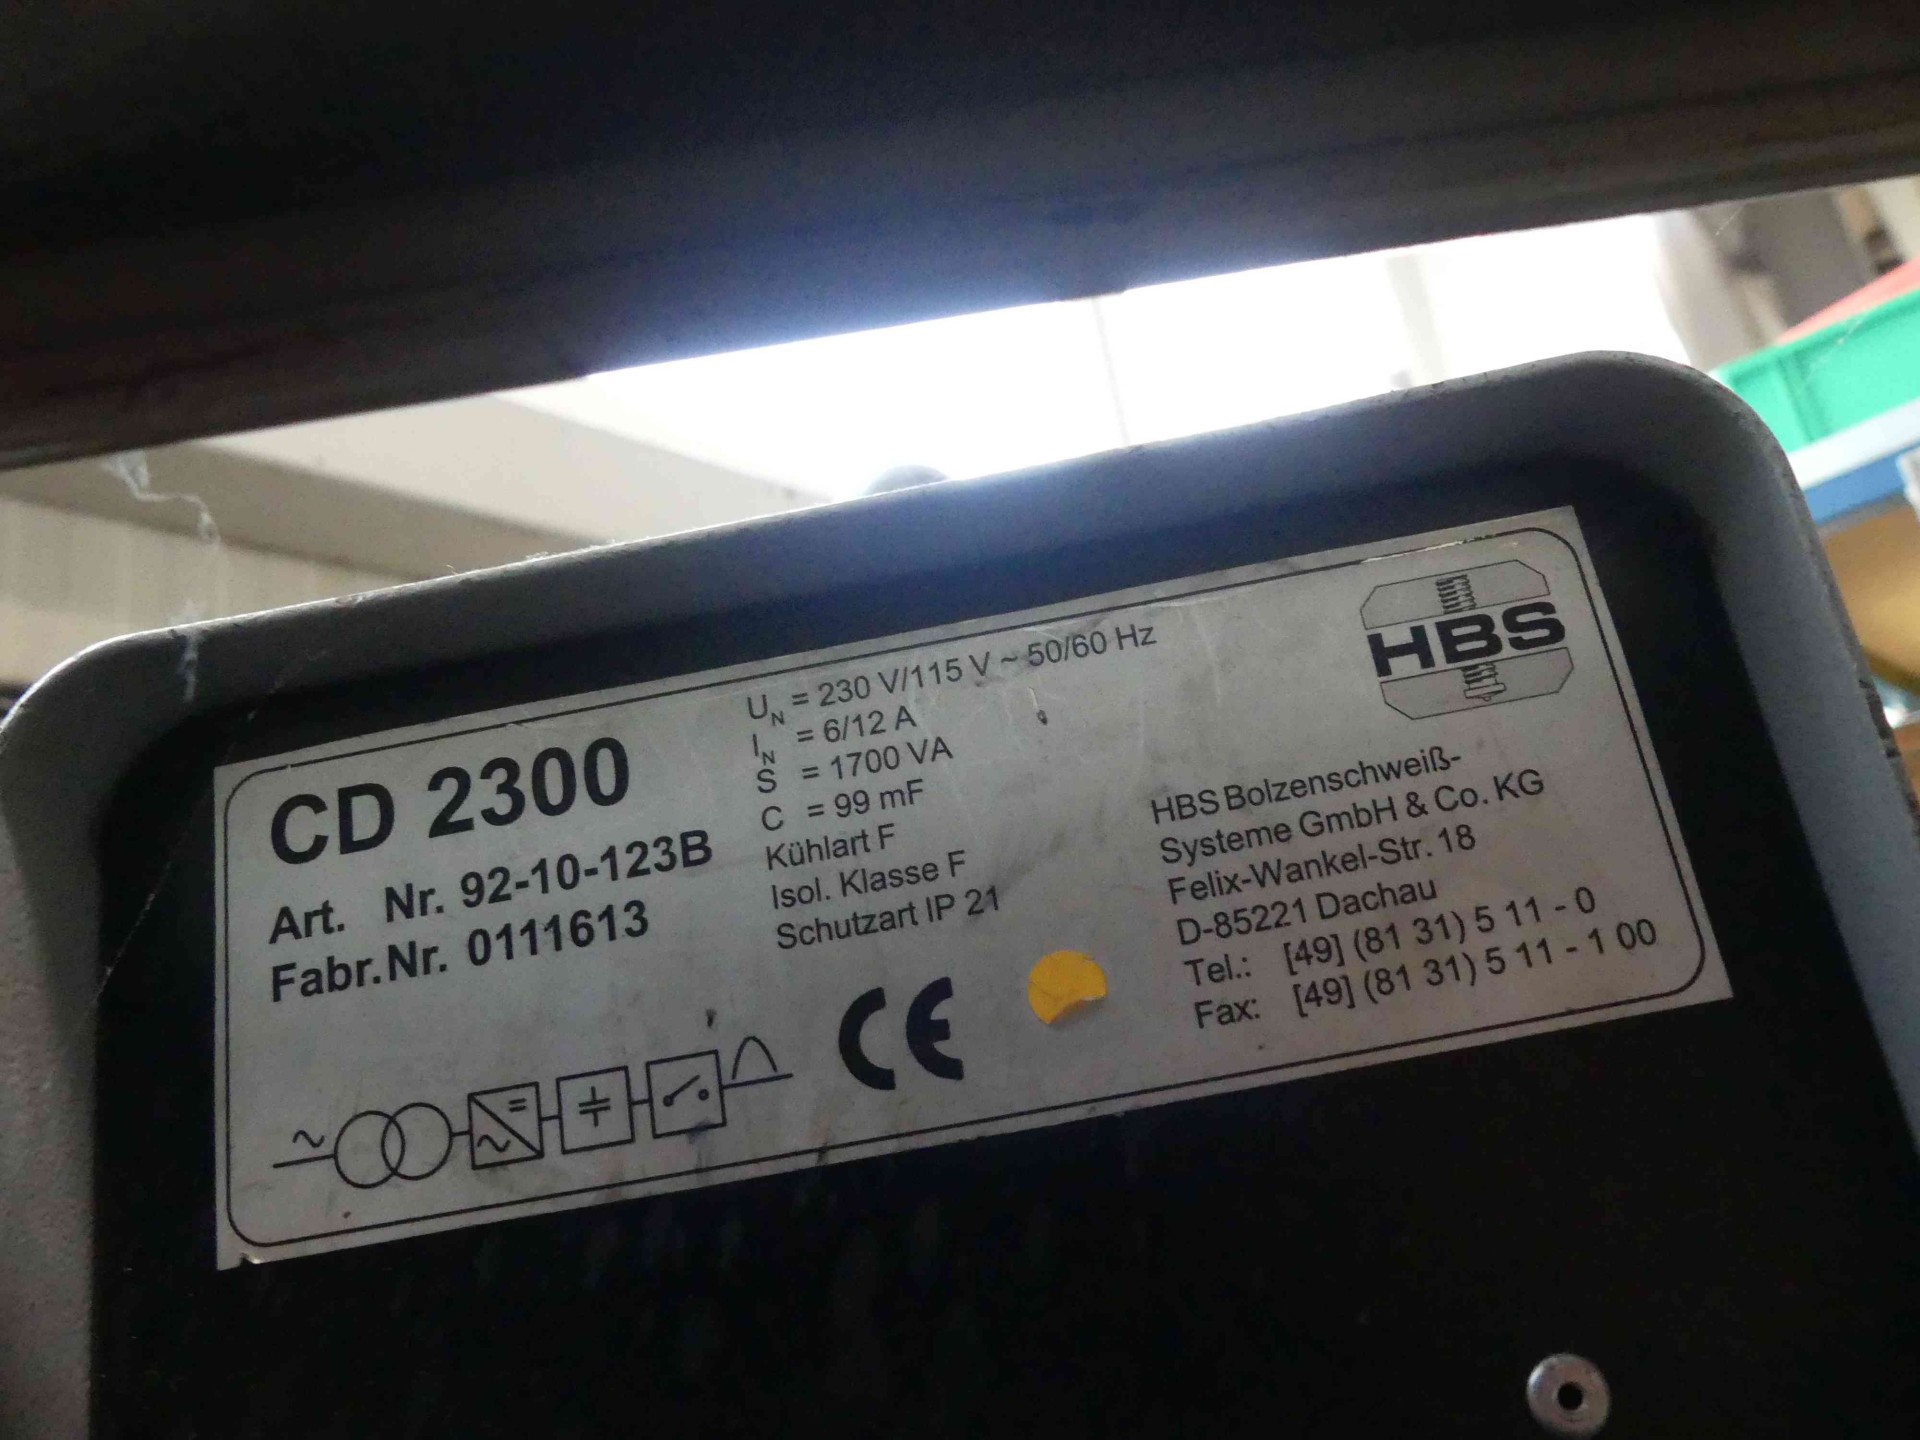 CD 2300
Art. Nr. 92-10-123B
Fabr.Nr. 0111613
U_N = 230 V/115 V ~ 50/60 Hz
I_N = 6/12 A
S = 1700 VA
C = 99 mF
Kühlart F
Isol. Klasse F
Schutzart IP 21
CE
HBS
HBS Bolzenschweiß-
Systeme GmbH & Co. KG
Felix-Wankel-Str. 18
D-85221 Dachau
Tel.: [49] (81 31) 5 11 - 0
Fax: [49] (81 31) 5 11 - 1 00